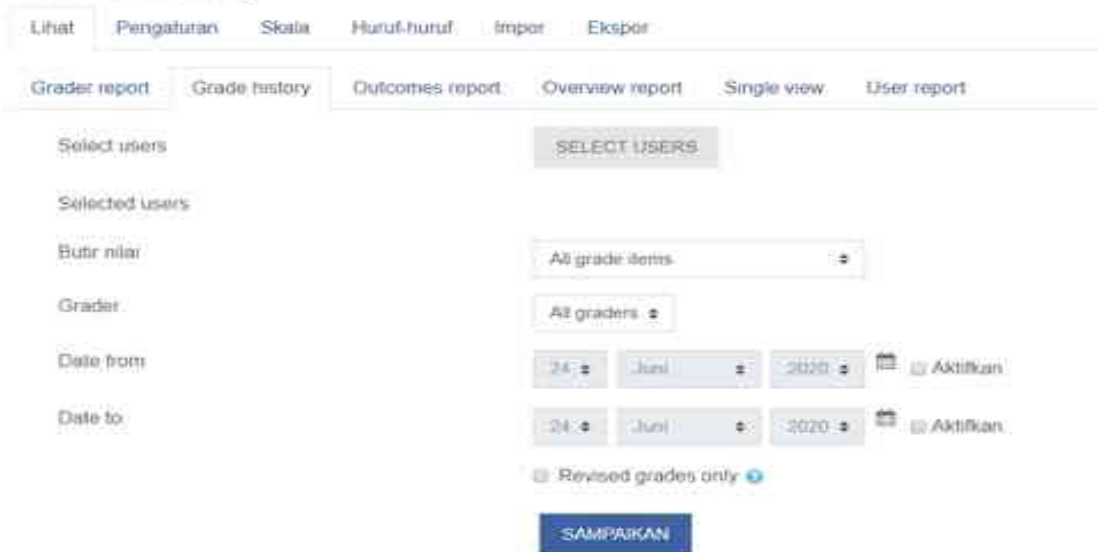 Lihat Pengaturan Skala Huruf-huruf Impor Ekspor
Grader report Grade history Outcomes report Overview report Single view User report
Select users SELECT USERS
Selected users
Butir nilai All grade items
Grader All graders
Date from 24 Juni 2020 Aktifkan
Date to 24 Juni 2020 Aktifkan
Revised grades only
SAMPAIKAN